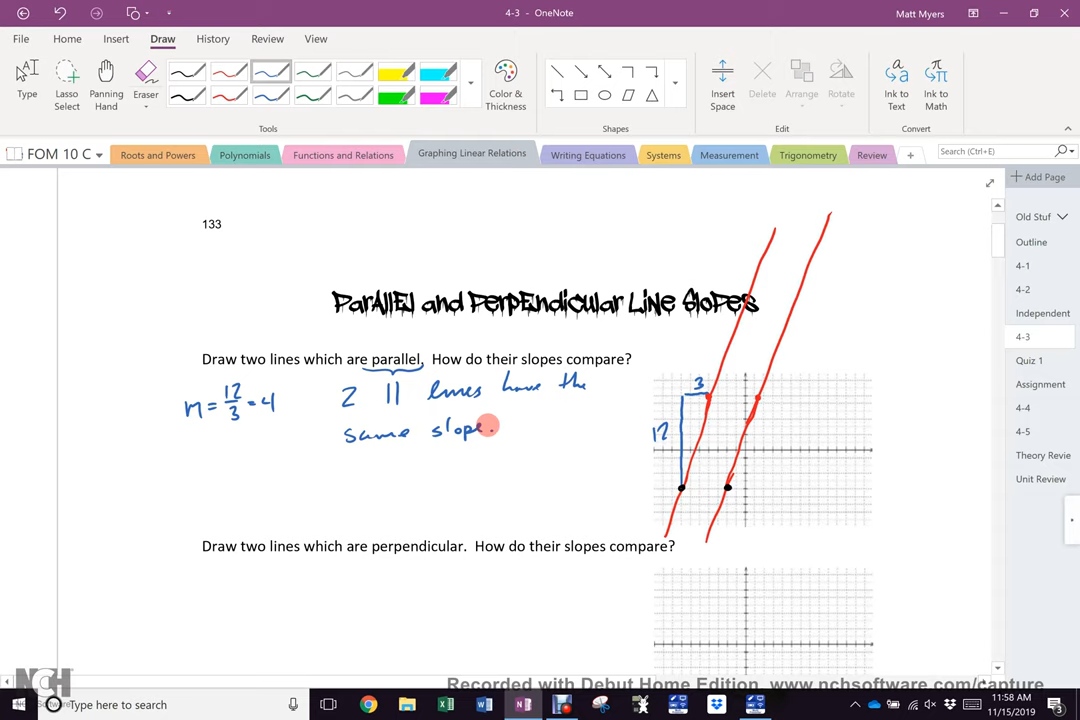 4-3 - OneNote
Matt Myers
File Home Insert Draw History Review View
Type
Lasso Select
Panning Hand
Eraser
Color & Thickness
Insert Space
Delete
Arrange
Rotate
Ink to Text
Ink to Math
Tools
Shapes
Edit
Convert
FOM 10 C
Roots and Powers
Polynomials
Functions and Relations
Graphing Linear Relations
Writing Equations
Systems
Measurement
Trigonometry
Review
Search (Ctrl+E)
Add Page
Old Stuf
Outline
4-1
4-2
Independent
4-3
Quiz 1
Assignment
4-4
4-5
Theory Revie
Unit Review
133
Parallel and Perpendicular Line Slopes
Draw two lines which are parallel. How do their slopes compare?
m = 12/3 = 4
2 || lines have the
same slope.
3
12
Draw two lines which are perpendicular. How do their slopes compare?
NCH
NCH Software
Recorded with Debut Home Edition www.nchsoftware.com/capture
Type here to search
11:58 AM
11/15/2019
3